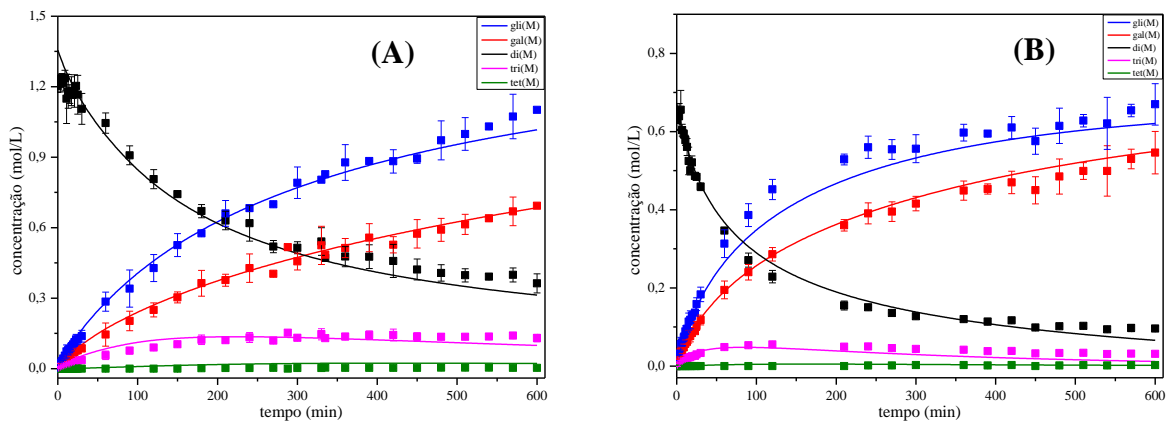 1,5
1,2
0,9
0,6
0,3
0,0
concentração (mol/L)
0 100 200 300 400 500 600
tempo (min)
(A)
gli(M)
gal(M)
di(M)
tri(M)
tet(M)
0,8
0,6
0,4
0,2
0,0
concentração (mol/L)
0 100 200 300 400 500 600
tempo (min)
(B)
gli(M)
gal(M)
di(M)
tri(M)
tet(M)